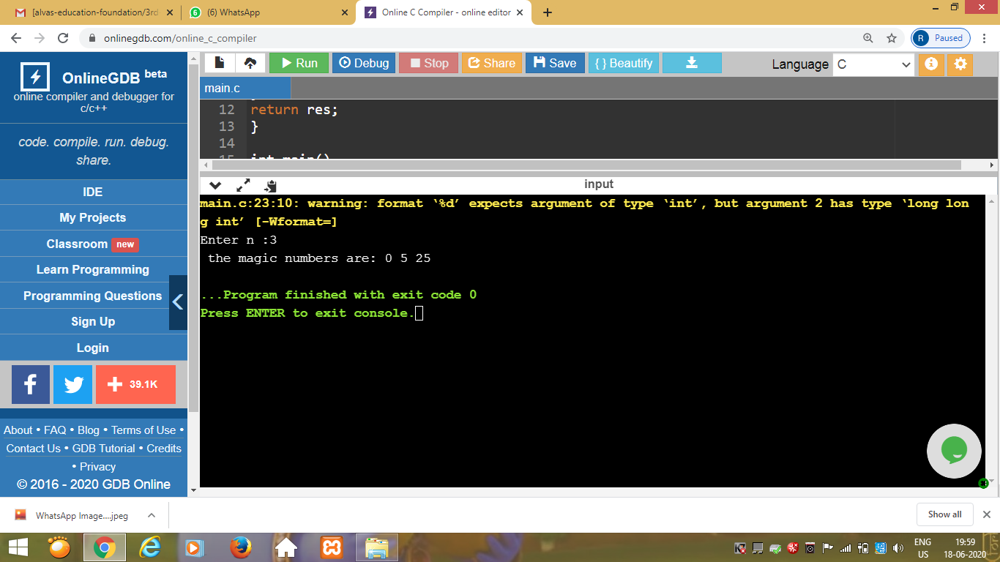 [alvas-education-foundation/3rd
(6) WhatsApp
Online C Compiler - online editor
onlinegdb.com/online_c_compiler
R Paused
OnlineGDB beta
online compiler and debugger for
c/c++
code. compile. run. debug.
share.
IDE
My Projects
Classroom new
Learn Programming
Programming Questions
Sign Up
Login
39.1K
About • FAQ • Blog • Terms of Use •
Contact Us • GDB Tutorial • Credits
• Privacy
© 2016 - 2020 GDB Online
Run Debug Stop Share Save { } Beautify Language C
main.c
12 return res;
13 }
14
15 int main()
input
main.c:23:10: warning: format ‘%d’ expects argument of type ‘int’, but argument 2 has type ‘long lon
g int’ [-Wformat=]
Enter n :3
the magic numbers are: 0 5 25
...Program finished with exit code 0
Press ENTER to exit console.
WhatsApp Image....jpeg
Show all
ENG
US
19:59
18-06-2020